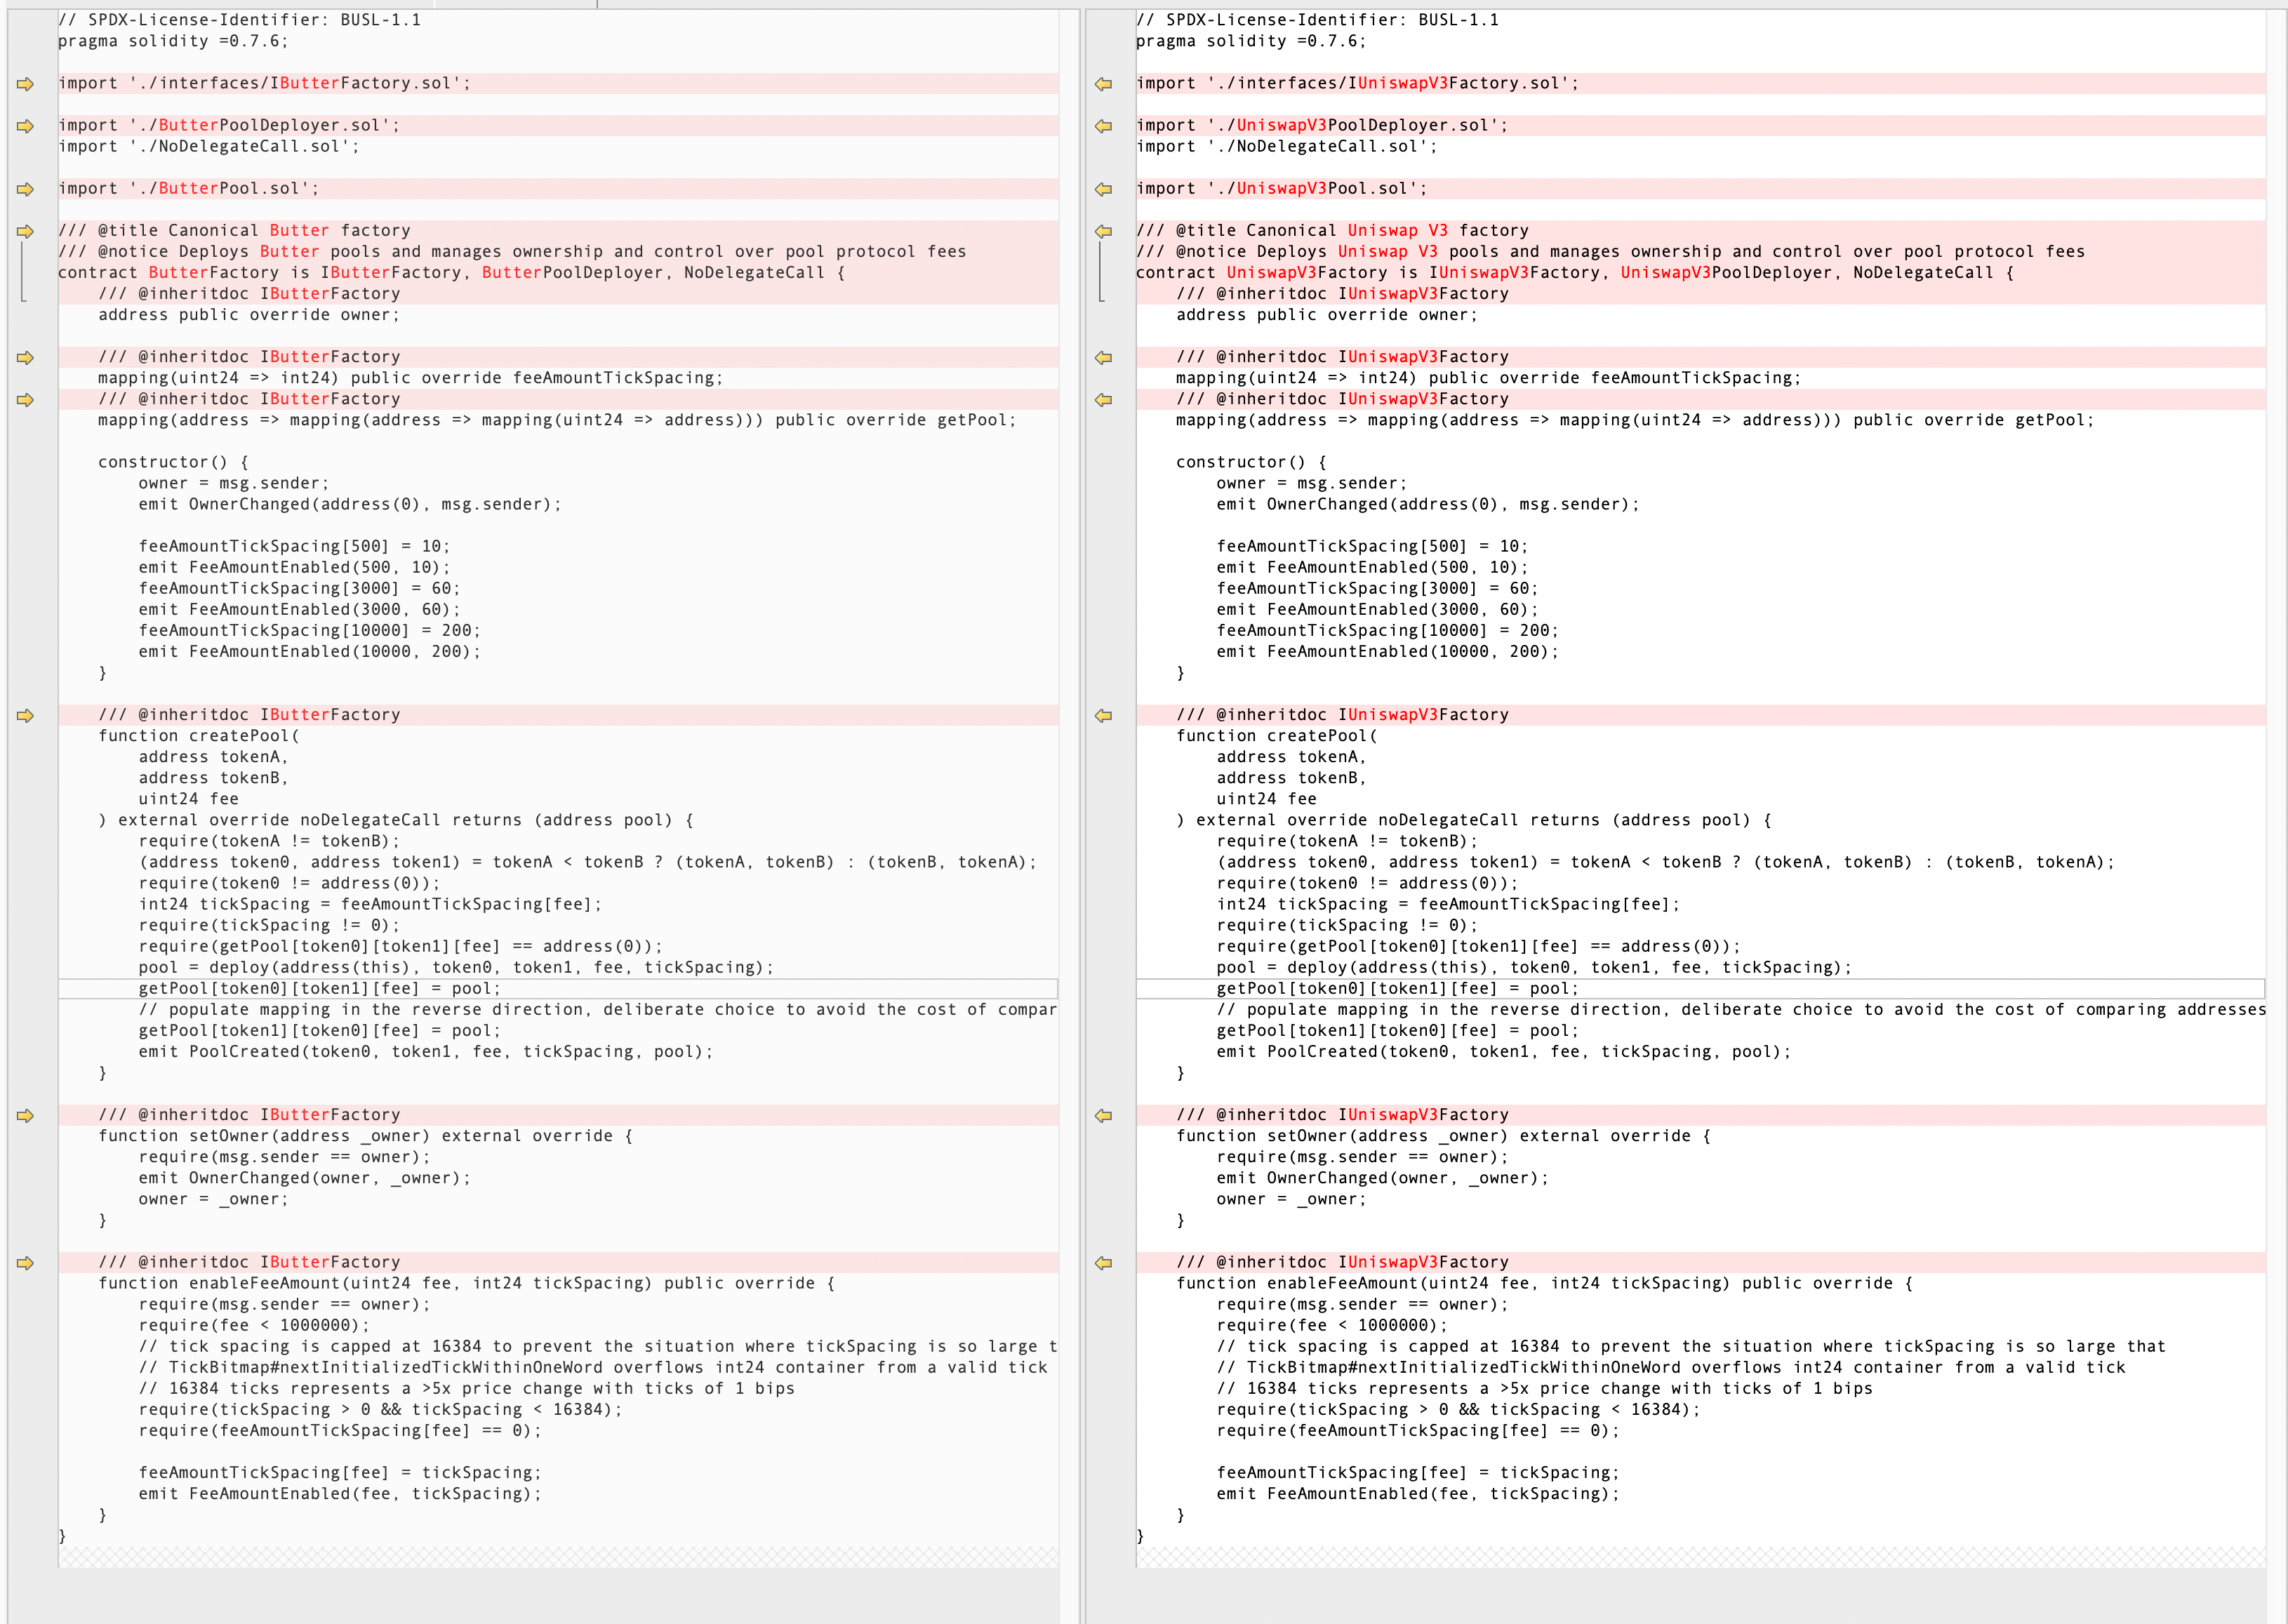 // SPDX-License-Identifier: BUSL-1.1
pragma solidity =0.7.6;

import './interfaces/IButterFactory.sol';

import './ButterPoolDeployer.sol';
import './NoDelegateCall.sol';

import './ButterPool.sol';

/// @title Canonical Butter factory
/// @notice Deploys Butter pools and manages ownership and control over pool protocol fees
contract ButterFactory is IButterFactory, ButterPoolDeployer, NoDelegateCall {
    /// @inheritdoc IButterFactory
    address public override owner;

    /// @inheritdoc IButterFactory
    mapping(uint24 => int24) public override feeAmountTickSpacing;
    /// @inheritdoc IButterFactory
    mapping(address => mapping(address => mapping(uint24 => address))) public override getPool;

    constructor() {
        owner = msg.sender;
        emit OwnerChanged(address(0), msg.sender);

        feeAmountTickSpacing[500] = 10;
        emit FeeAmountEnabled(500, 10);
        feeAmountTickSpacing[3000] = 60;
        emit FeeAmountEnabled(3000, 60);
        feeAmountTickSpacing[10000] = 200;
        emit FeeAmountEnabled(10000, 200);
    }

    /// @inheritdoc IButterFactory
    function createPool(
        address tokenA,
        address tokenB,
        uint24 fee
    ) external override noDelegateCall returns (address pool) {
        require(tokenA != tokenB);
        (address token0, address token1) = tokenA < tokenB ? (tokenA, tokenB) : (tokenB, tokenA);
        require(token0 != address(0));
        int24 tickSpacing = feeAmountTickSpacing[fee];
        require(tickSpacing != 0);
        require(getPool[token0][token1][fee] == address(0));
        pool = deploy(address(this), token0, token1, fee, tickSpacing);
        getPool[token0][token1][fee] = pool;
        // populate mapping in the reverse direction, deliberate choice to avoid the cost of compar
        getPool[token1][token0][fee] = pool;
        emit PoolCreated(token0, token1, fee, tickSpacing, pool);
    }

    /// @inheritdoc IButterFactory
    function setOwner(address _owner) external override {
        require(msg.sender == owner);
        emit OwnerChanged(owner, _owner);
        owner = _owner;
    }

    /// @inheritdoc IButterFactory
    function enableFeeAmount(uint24 fee, int24 tickSpacing) public override {
        require(msg.sender == owner);
        require(fee < 1000000);
        // tick spacing is capped at 16384 to prevent the situation where tickSpacing is so large t
        // TickBitmap#nextInitializedTickWithinOneWord overflows int24 container from a valid tick
        // 16384 ticks represents a >5x price change with ticks of 1 bips
        require(tickSpacing > 0 && tickSpacing < 16384);
        require(feeAmountTickSpacing[fee] == 0);

        feeAmountTickSpacing[fee] = tickSpacing;
        emit FeeAmountEnabled(fee, tickSpacing);
    }
}
// SPDX-License-Identifier: BUSL-1.1
pragma solidity =0.7.6;

import './interfaces/IUniswapV3Factory.sol';

import './UniswapV3PoolDeployer.sol';
import './NoDelegateCall.sol';

import './UniswapV3Pool.sol';

/// @title Canonical Uniswap V3 factory
/// @notice Deploys Uniswap V3 pools and manages ownership and control over pool protocol fees
contract UniswapV3Factory is IUniswapV3Factory, UniswapV3PoolDeployer, NoDelegateCall {
    /// @inheritdoc IUniswapV3Factory
    address public override owner;

    /// @inheritdoc IUniswapV3Factory
    mapping(uint24 => int24) public override feeAmountTickSpacing;
    /// @inheritdoc IUniswapV3Factory
    mapping(address => mapping(address => mapping(uint24 => address))) public override getPool;

    constructor() {
        owner = msg.sender;
        emit OwnerChanged(address(0), msg.sender);

        feeAmountTickSpacing[500] = 10;
        emit FeeAmountEnabled(500, 10);
        feeAmountTickSpacing[3000] = 60;
        emit FeeAmountEnabled(3000, 60);
        feeAmountTickSpacing[10000] = 200;
        emit FeeAmountEnabled(10000, 200);
    }

    /// @inheritdoc IUniswapV3Factory
    function createPool(
        address tokenA,
        address tokenB,
        uint24 fee
    ) external override noDelegateCall returns (address pool) {
        require(tokenA != tokenB);
        (address token0, address token1) = tokenA < tokenB ? (tokenA, tokenB) : (tokenB, tokenA);
        require(token0 != address(0));
        int24 tickSpacing = feeAmountTickSpacing[fee];
        require(tickSpacing != 0);
        require(getPool[token0][token1][fee] == address(0));
        pool = deploy(address(this), token0, token1, fee, tickSpacing);
        getPool[token0][token1][fee] = pool;
        // populate mapping in the reverse direction, deliberate choice to avoid the cost of comparing addresses
        getPool[token1][token0][fee] = pool;
        emit PoolCreated(token0, token1, fee, tickSpacing, pool);
    }

    /// @inheritdoc IUniswapV3Factory
    function setOwner(address _owner) external override {
        require(msg.sender == owner);
        emit OwnerChanged(owner, _owner);
        owner = _owner;
    }

    /// @inheritdoc IUniswapV3Factory
    function enableFeeAmount(uint24 fee, int24 tickSpacing) public override {
        require(msg.sender == owner);
        require(fee < 1000000);
        // tick spacing is capped at 16384 to prevent the situation where tickSpacing is so large that
        // TickBitmap#nextInitializedTickWithinOneWord overflows int24 container from a valid tick
        // 16384 ticks represents a >5x price change with ticks of 1 bips
        require(tickSpacing > 0 && tickSpacing < 16384);
        require(feeAmountTickSpacing[fee] == 0);

        feeAmountTickSpacing[fee] = tickSpacing;
        emit FeeAmountEnabled(fee, tickSpacing);
    }
}